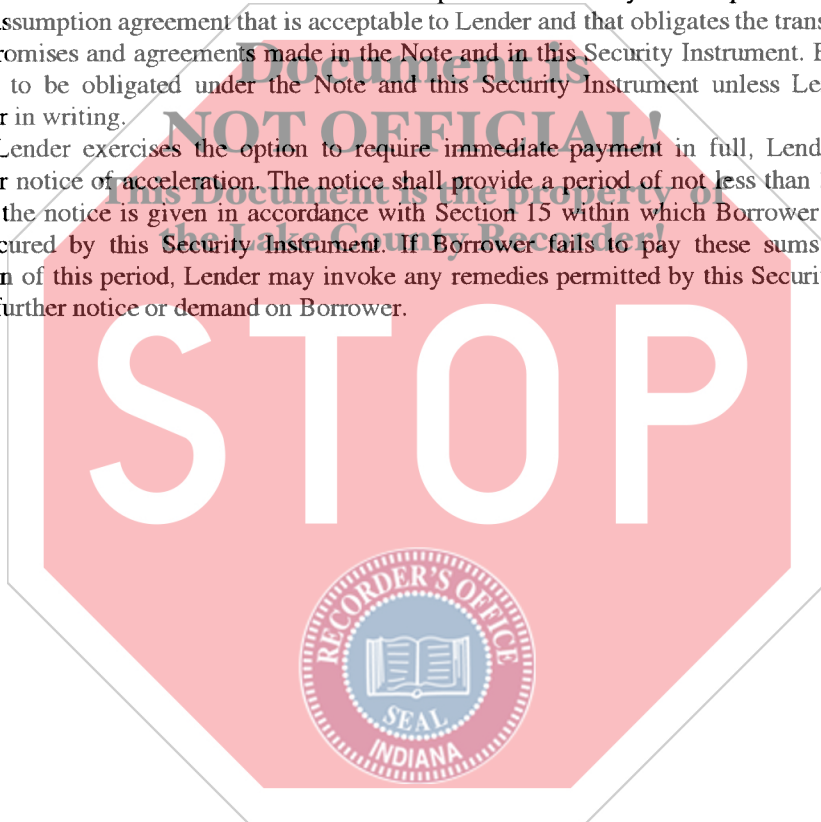 ssumption agreement that is acceptable to Lender and that obligates the trans
romises and agreements made in the Note and in this Security Instrument. B
to be obligated under the Note and this Security Instrument unless Le
r in writing.
Lender exercises the option to require immediate payment in full, Lend
r notice of acceleration. The notice shall provide a period of not less than
the notice is given in accordance with Section 15 within which Borrower
cured by this Security Instrument. If Borrower fails to pay these sums
n of this period, Lender may invoke any remedies permitted by this Securi
further notice or demand on Borrower.
Document is
NOT OFFICIAL!
This Document is the property of
the Lake County Recorder!
STOP
RECORDER'S OFFICE
SEAL
INDIANA